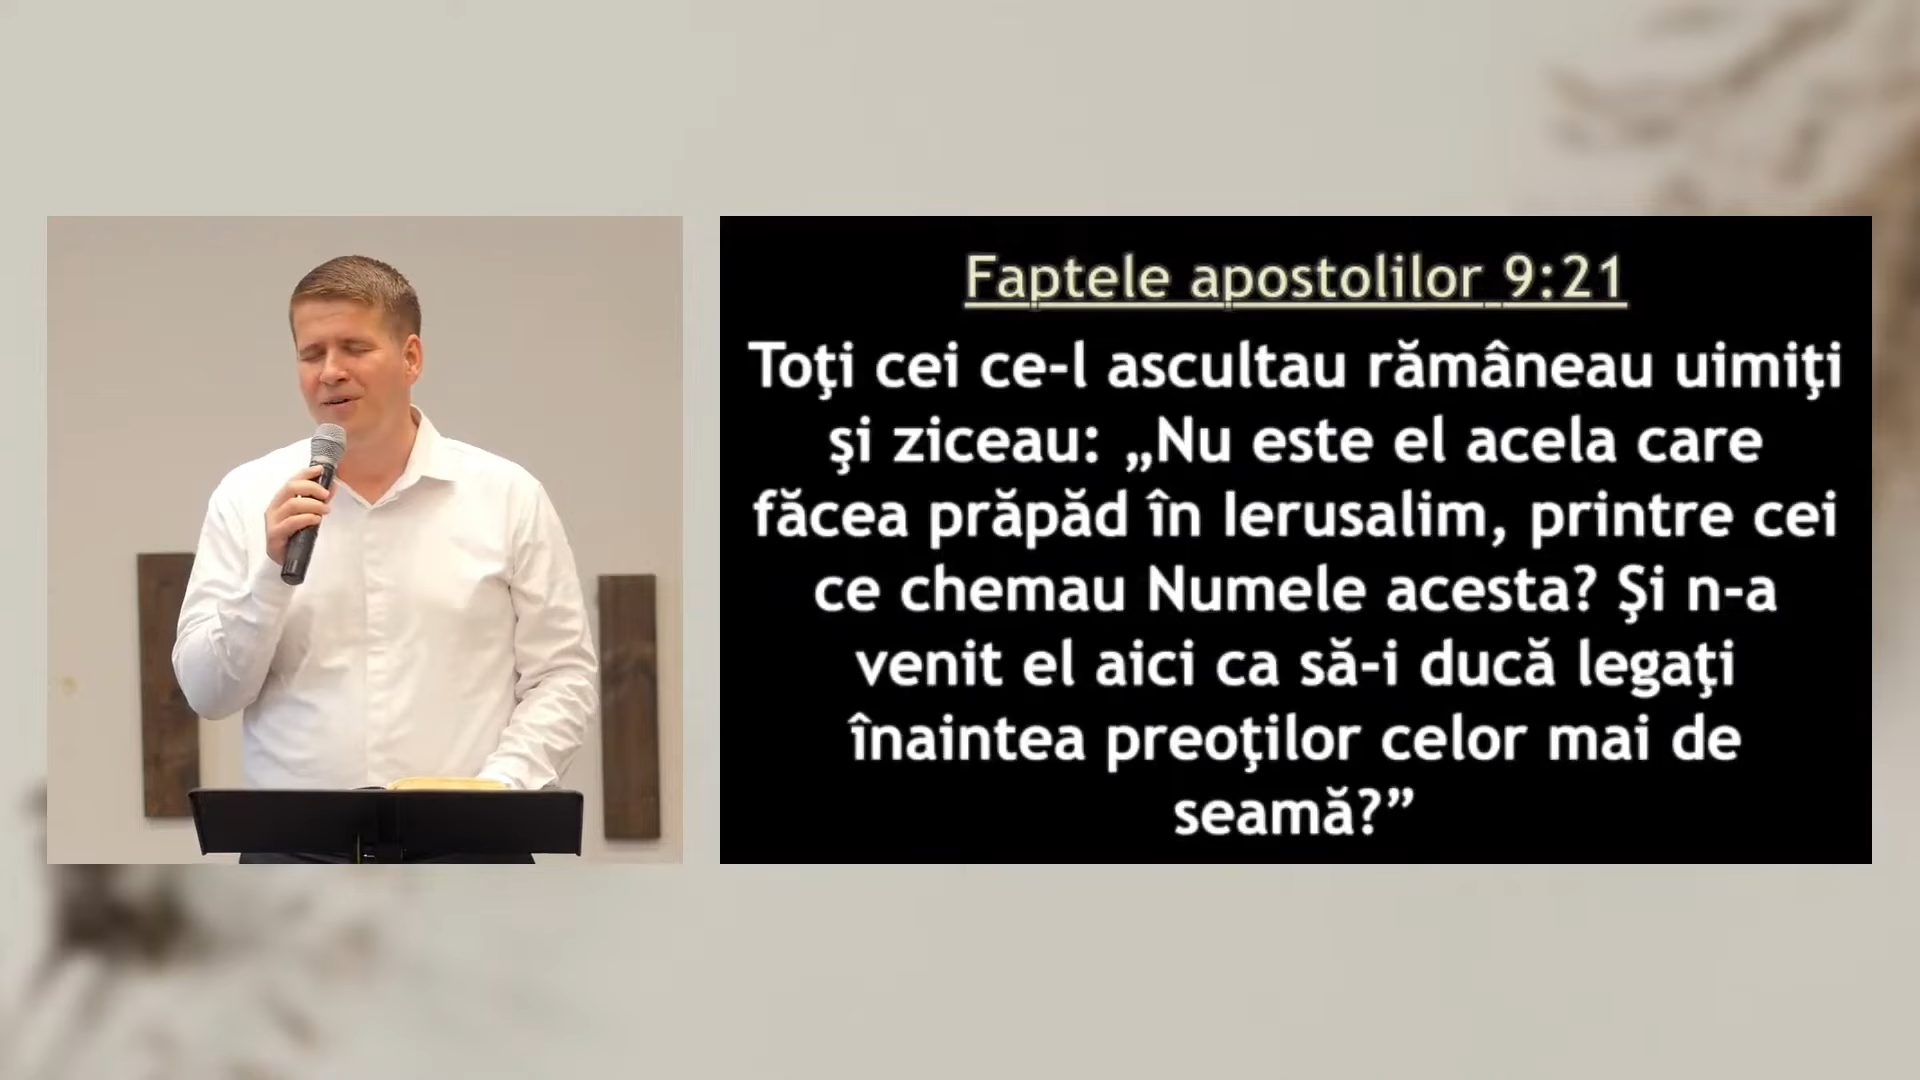 Faptele apostolilor 9:21
Toţi cei ce-l ascultau rămâneau uimiţi
şi ziceau: „Nu este el acela care
făcea prăpăd în Ierusalim, printre cei
ce chemau Numele acesta? Şi n-a
venit el aici ca să-i ducă legaţi
înaintea preoţilor celor mai de
seamă?”